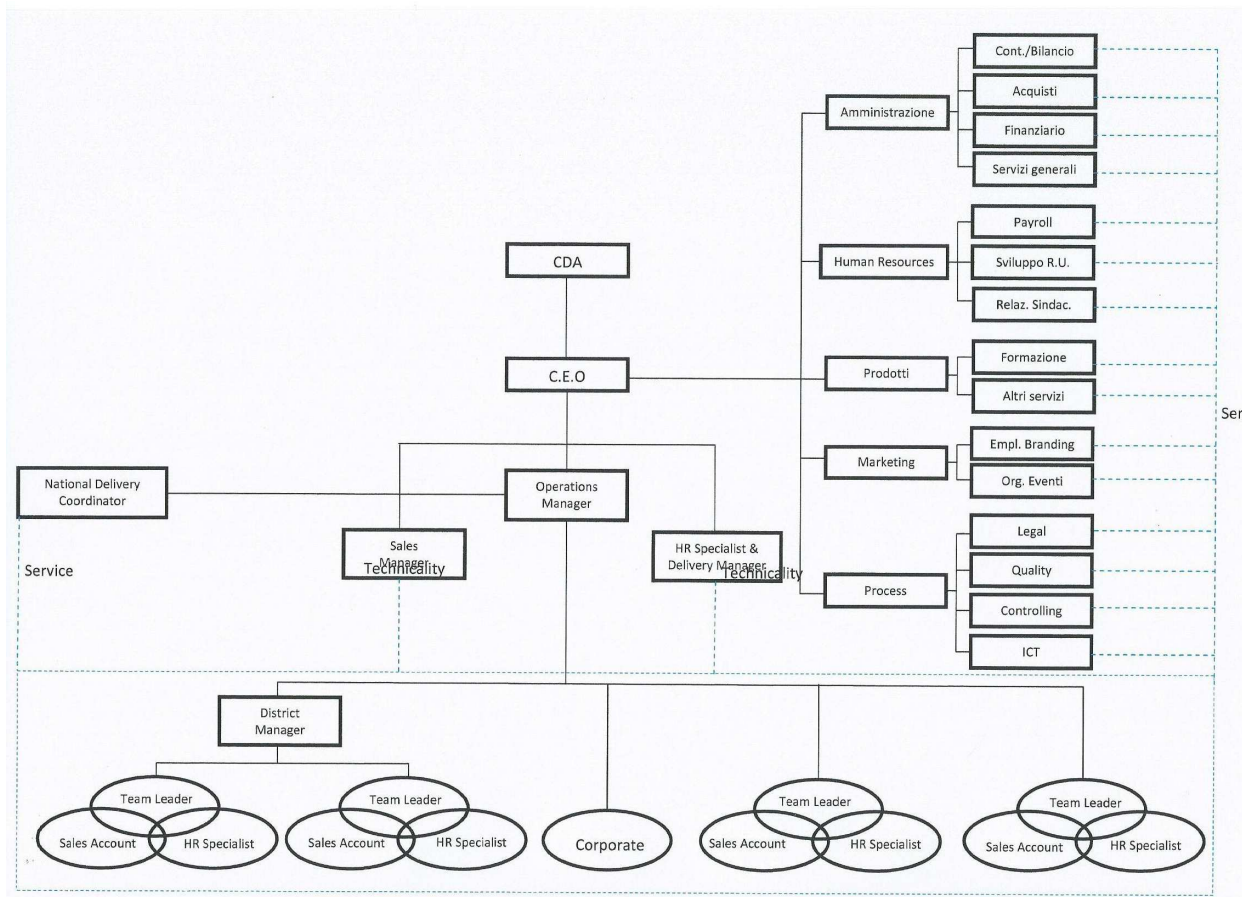 Cont./Bilancio
Acquisti
Amministrazione
Finanziario
Servizi generali
Payroll
Human Resources
Sviluppo R.U.
Relaz. Sindac.
CDA
C.E.O
Prodotti
Formazione
Altri servizi
Marketing
Empl. Branding
Org. Eventi
Ser
National Delivery
Coordinator
Operations
Manager
Sales
Manager
Technicality
HR Specialist &
Delivery Manager
Technicality
Service
Process
Legal
Quality
Controlling
ICT
District
Manager
Team Leader
Sales Account
HR Specialist
Team Leader
Sales Account
HR Specialist
Corporate
Team Leader
Sales Account
HR Specialist
Team Leader
Sales Account
HR Specialist